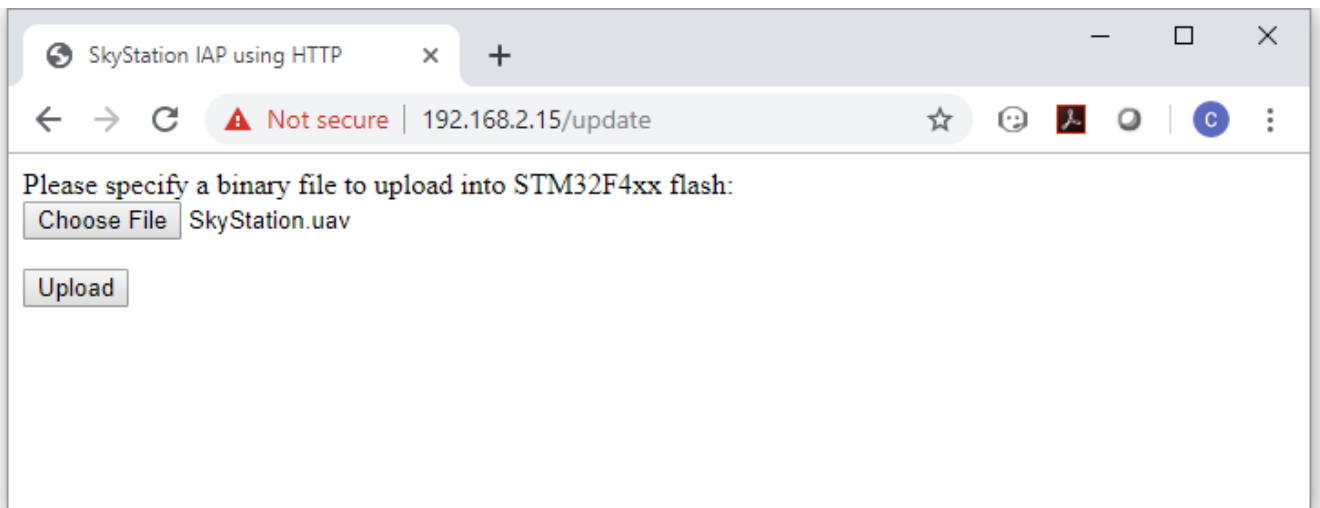 SkyStation IAP using HTTP
Not secure 192.168.2.15/update
C
Please specify a binary file to upload into STM32F4xx flash:
Choose File SkyStation.uav
Upload